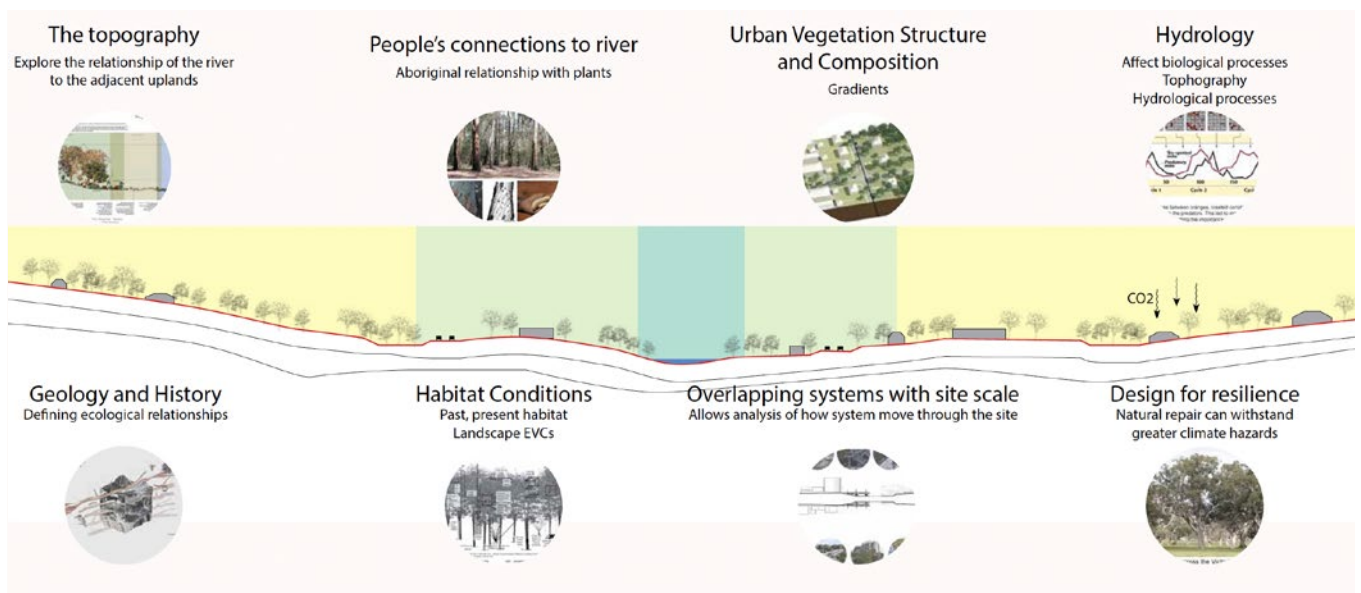 The topography
Explore the relationship of the river
to the adjacent uplands
People's connections to river
Aboriginal relationship with plants
Urban Vegetation Structure
and Composition
Gradients
Hydrology
Affect biological processes
Tophography
Hydrological processes
CO2
Geology and History
Defining ecological relationships
Habitat Conditions
Past, present habitat
Landscape EVCs
Overlapping systems with site scale
Allows analysis of how system move through the site
Design for resilience
Natural repair can withstand
greater climate hazards